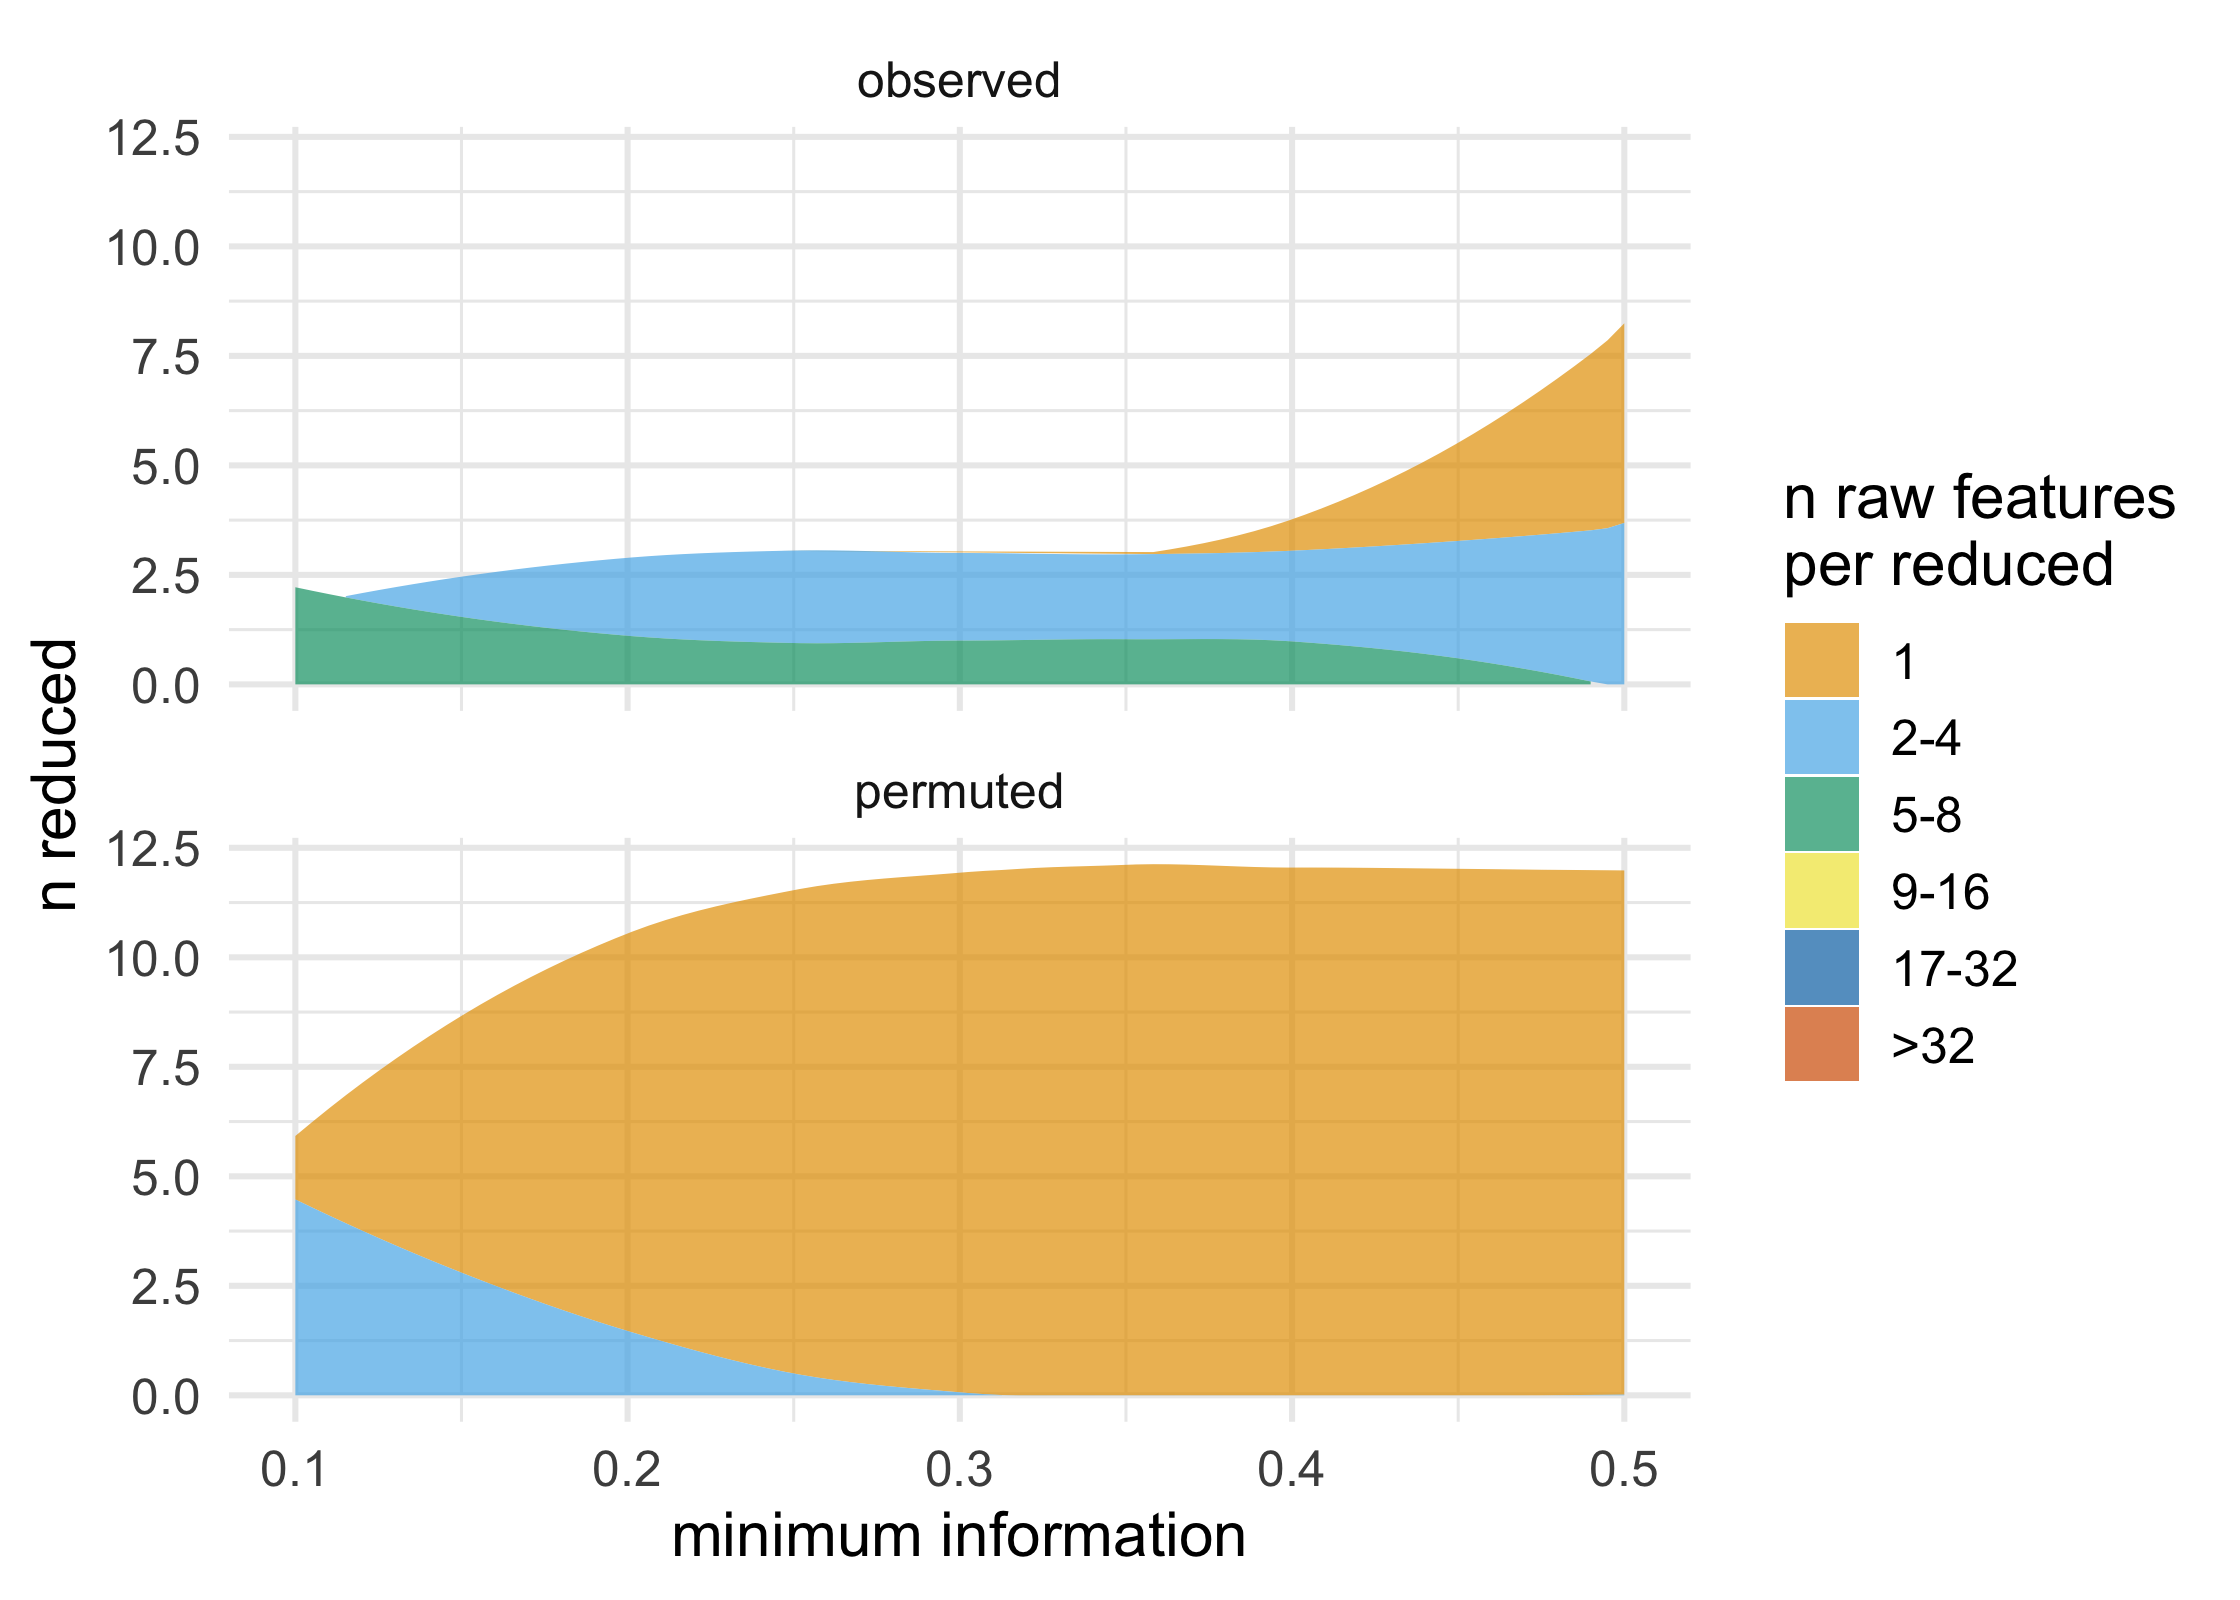 observed
12.5
10.0
7.5
5.0
2.5
0.0
permuted
12.5
10.0
7.5
5.0
2.5
0.0
n reduced
0.1 0.2 0.3 0.4 0.5
minimum information
n raw features
per reduced
1
2-4
5-8
9-16
17-32
>32